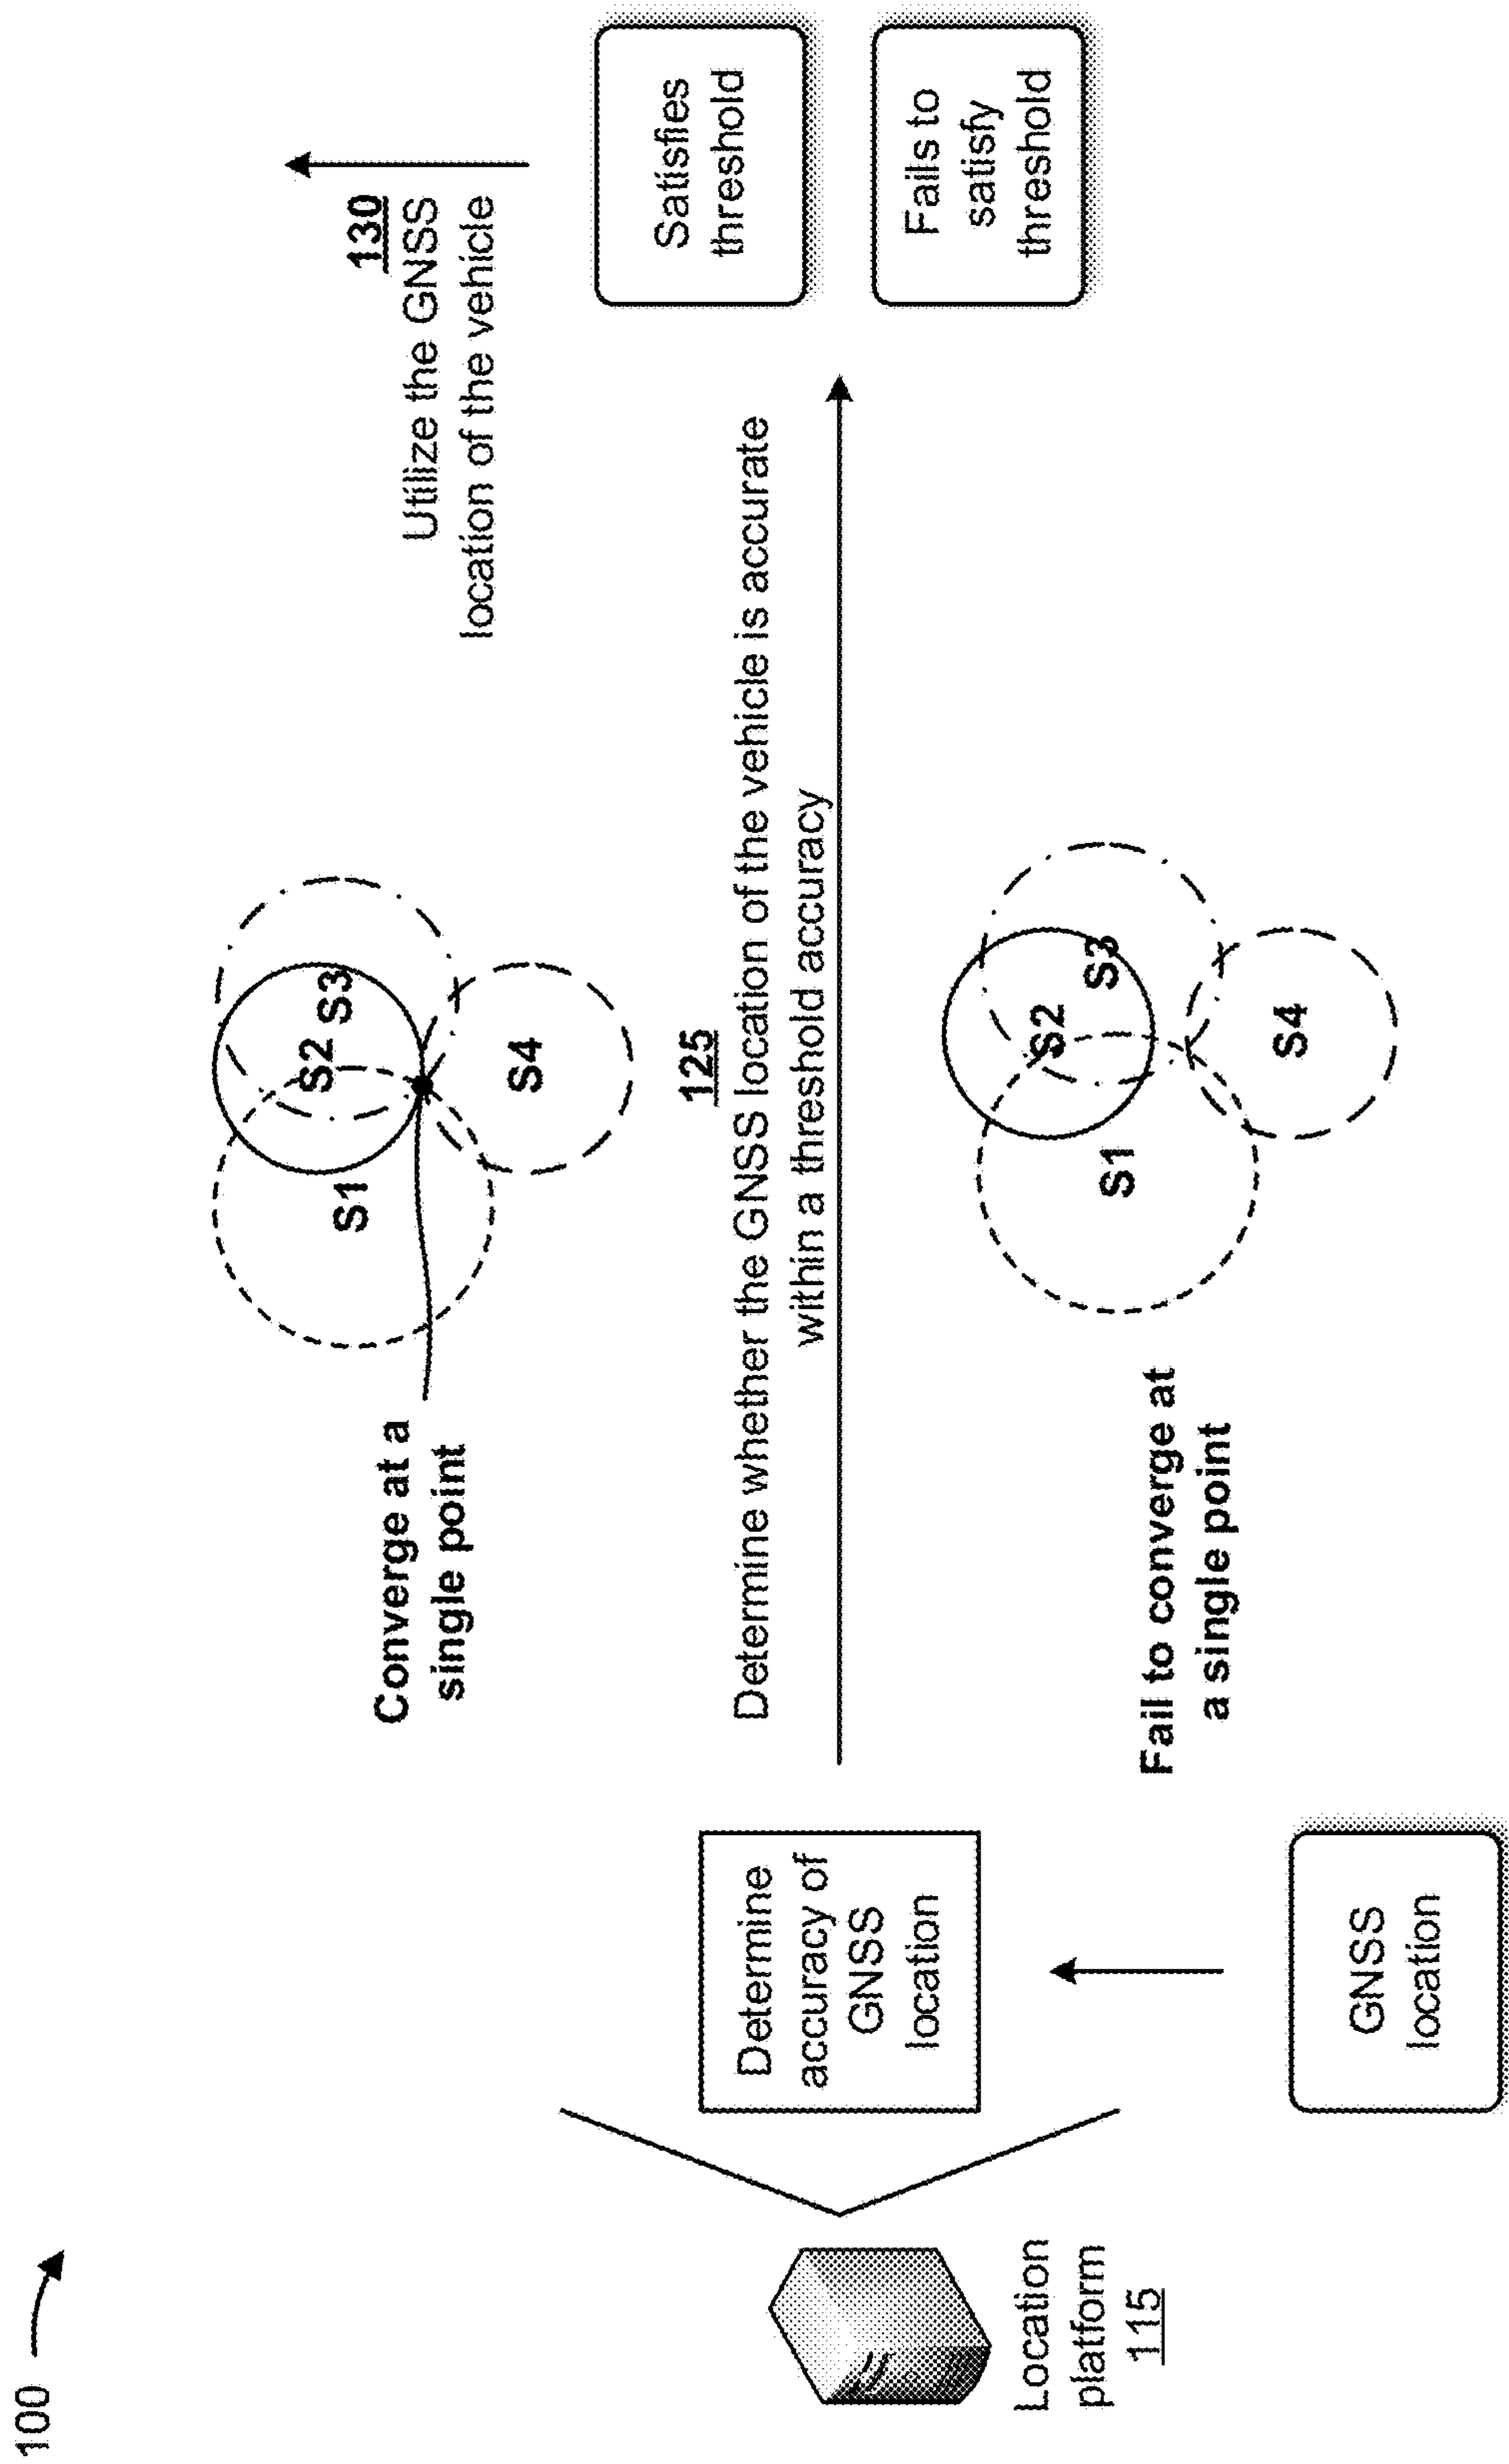 100
Location
platform
115
Determine
accuracy of
GNSS
location
GNSS
location
Converge at a
single point
S1
S2
S3
S4
125
Determine whether the GNSS location of the vehicle is accurate
within a threshold accuracy
Fail to converge at
a single point
S1
S2
S3
S4
130
Utilize the GNSS
location of the vehicle
Satisfies
threshold
Fails to
satisfy
threshold